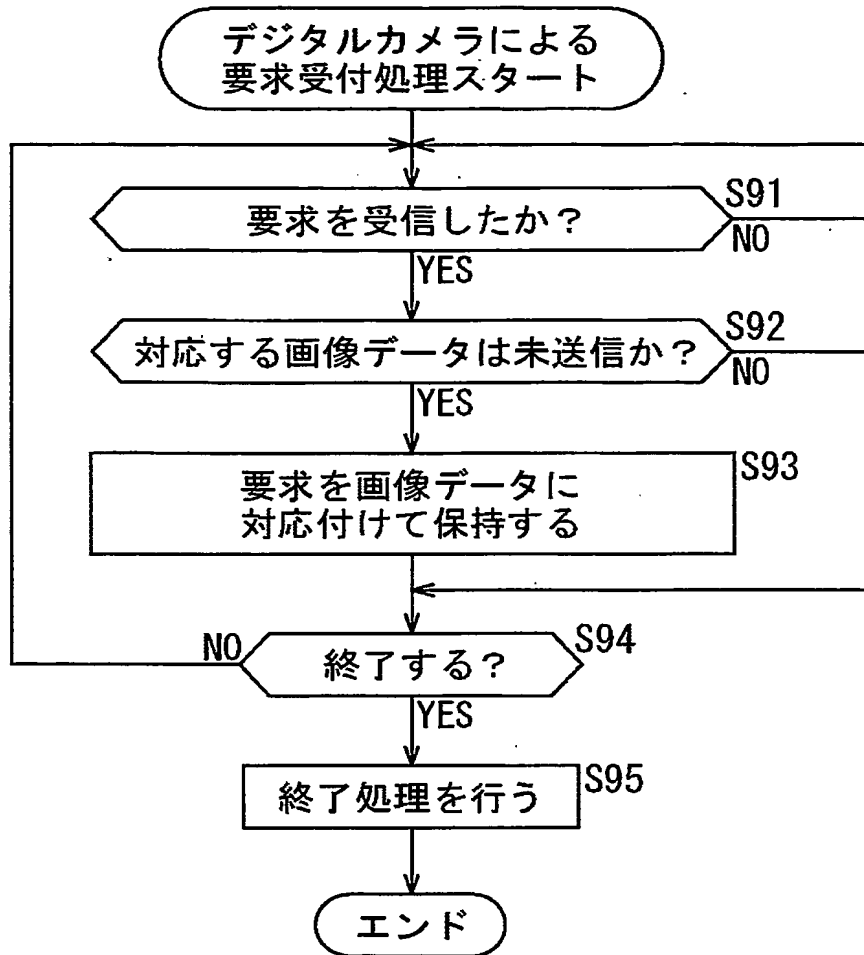 デジタルカメラによる
要求受付処理スタート
要求を受信したか？
S91
NO
YES
対応する画像データは未送信か？
S92
NO
YES
要求を画像データに
対応付けて保持する
S93
NO
終了する？
S94
YES
終了処理を行う
S95
エンド